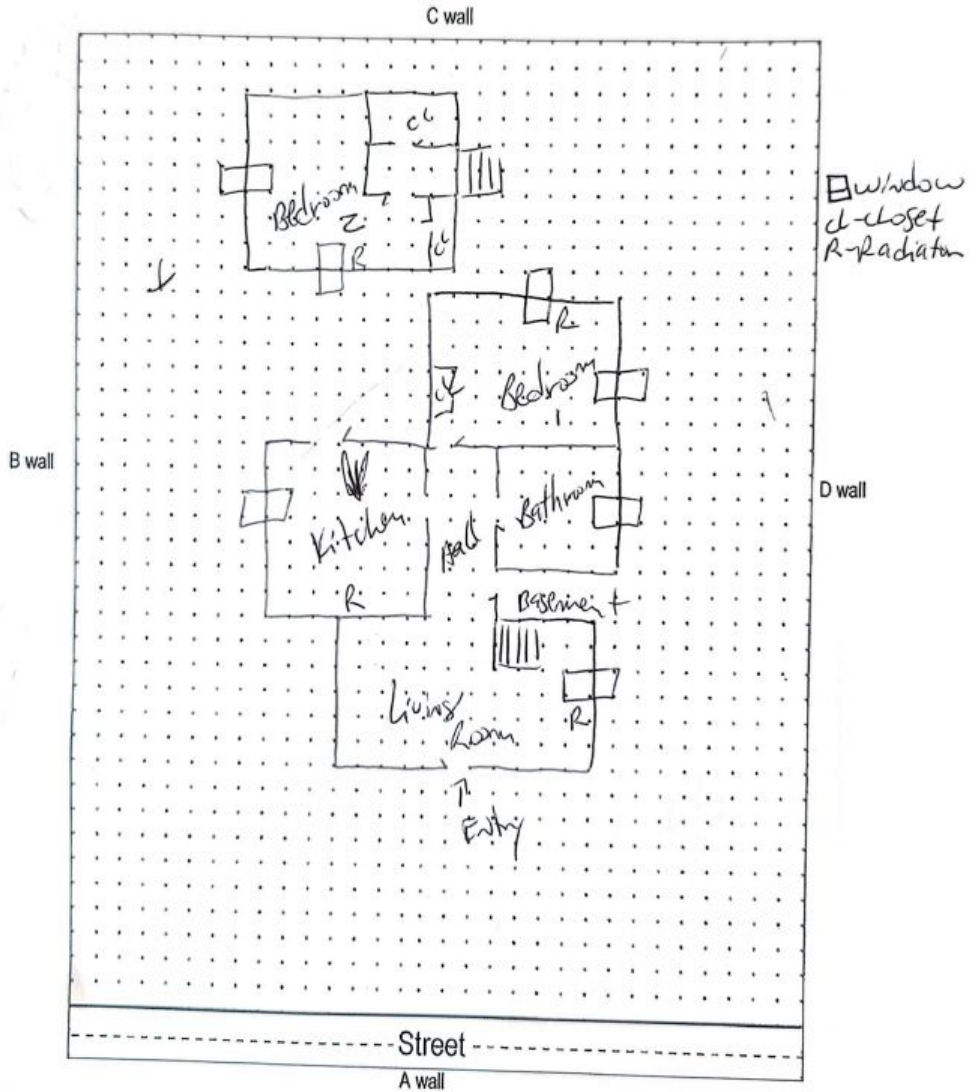 C wall
cL
Bedroom
2
R
cL
window
cl-closet
R-Radiator
R
cL
Bedroom
1
B wall
D wall
Kitchen
Hall
Bathroom
R
Basement
Living
Room
R
Entry
Street
A wall